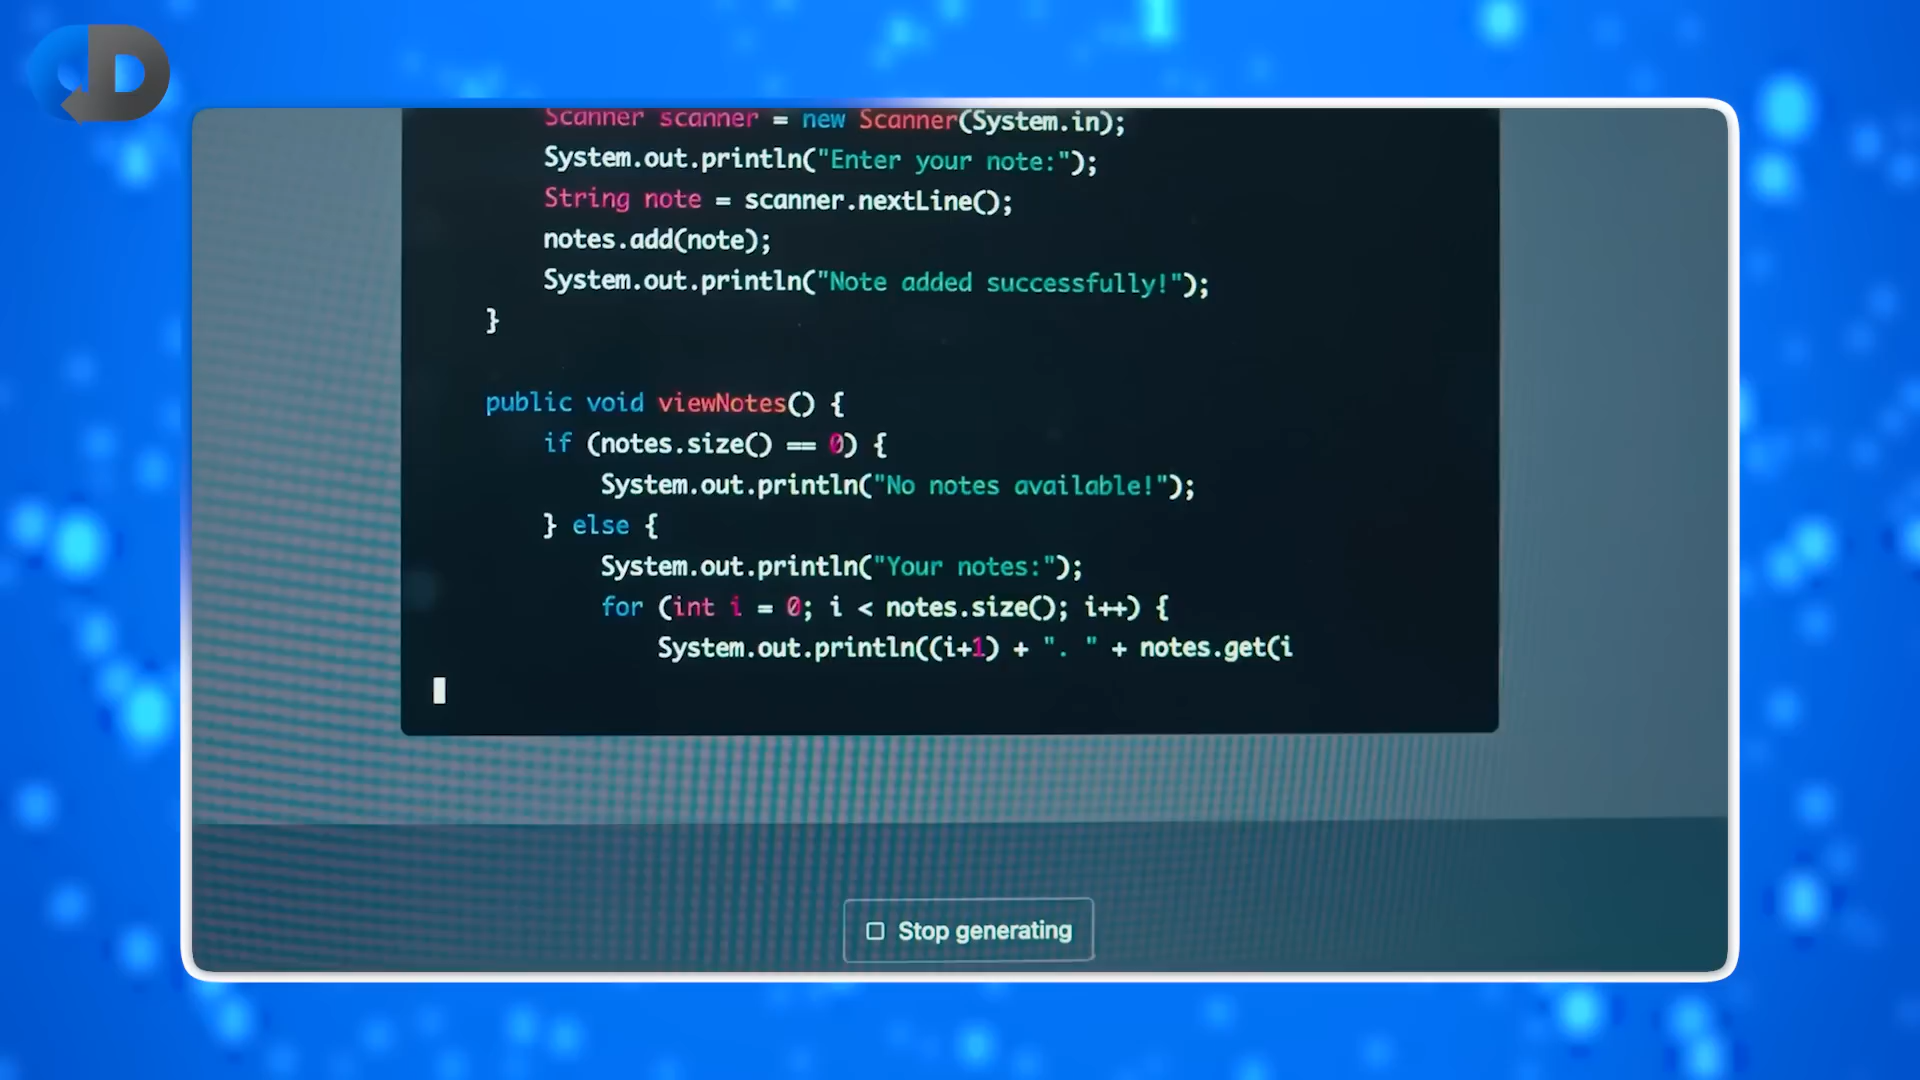 Scanner scanner = new Scanner(System.in);
System.out.println("Enter your note:");
String note = scanner.nextLine();
notes.add(note);
System.out.println("Note added successfully!");
}
public void viewNotes() {
if (notes.size() == 0) {
System.out.println("No notes available!");
} else {
System.out.println("Your notes:");
for (int i = 0; i < notes.size(); i++) {
System.out.println((i+1) + ". " + notes.get(i
Stop generating